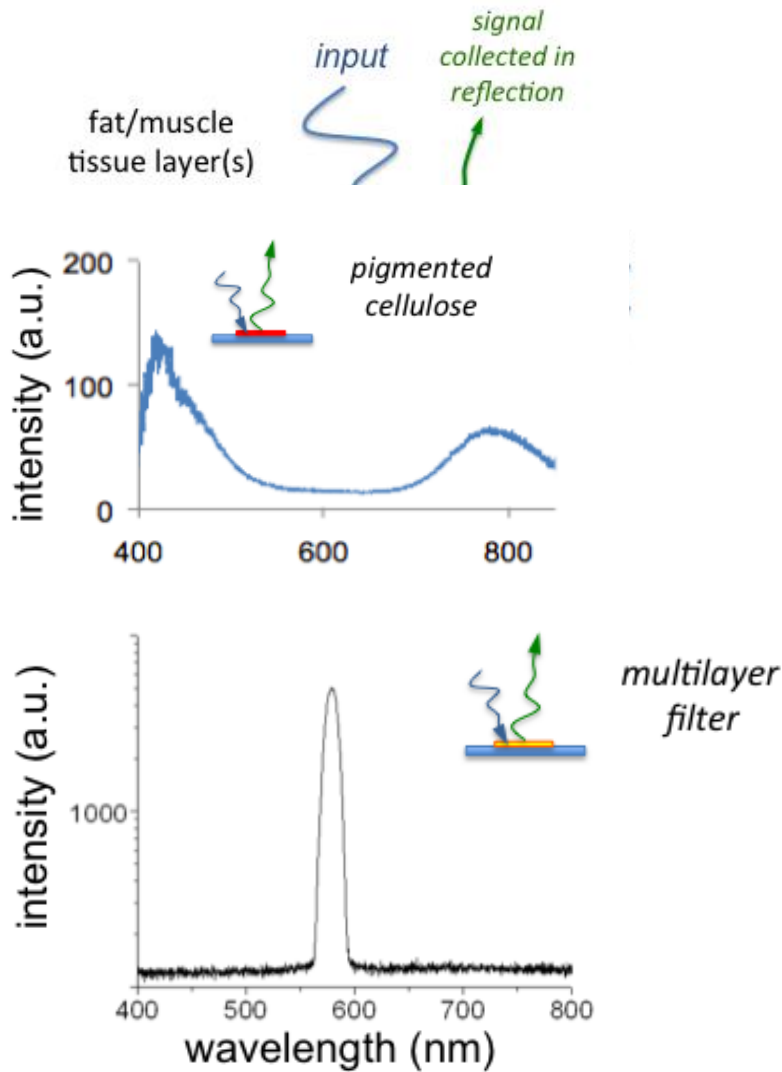 input
signal
collected in
reflection
fat/muscle
tissue layer(s)
pigmented
cellulose
intensity (a.u.)
200
100
0
400
600
800
multilayer
filter
intensity (a.u.)
1000
400
500
600
700
800
wavelength (nm)